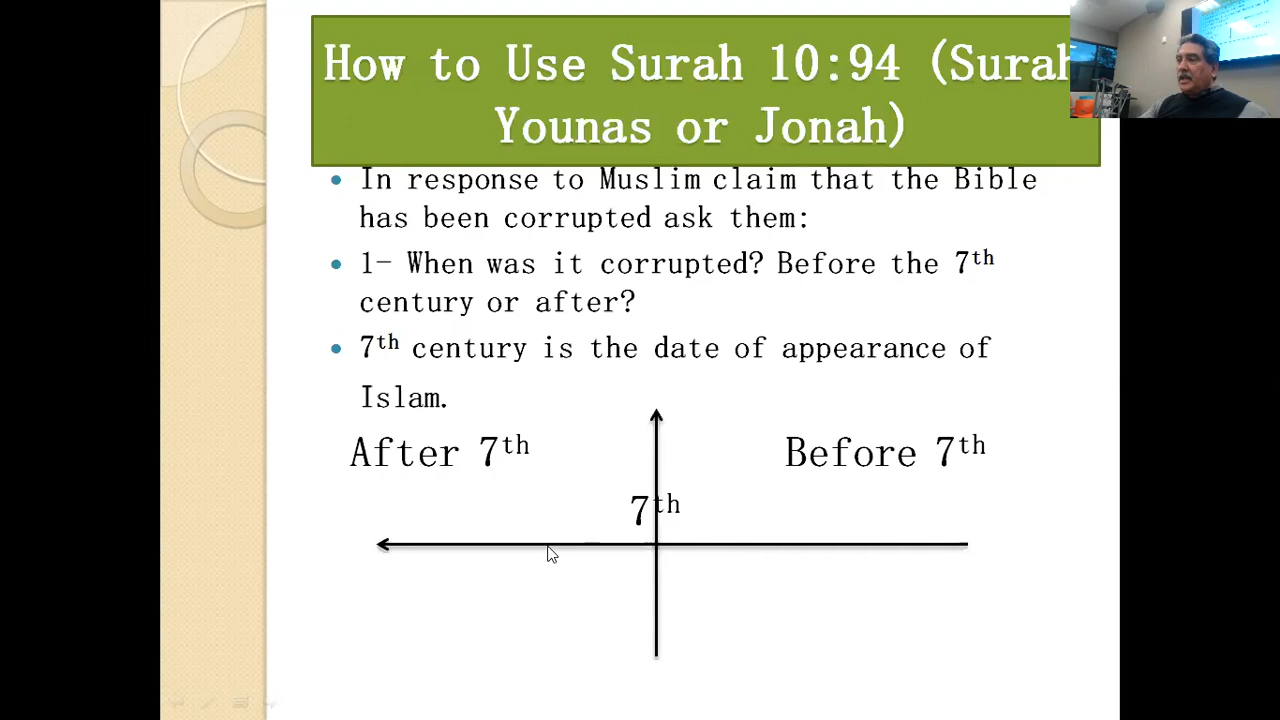 How to Use Surah 10:94 (Surah
Younas or Jonah)
• In response to Muslim claim that the Bible
has been corrupted ask them:
• 1- When was it corrupted? Before the 7th
century or after?
• 7th century is the date of appearance of
Islam.
After 7th
Before 7th
7th